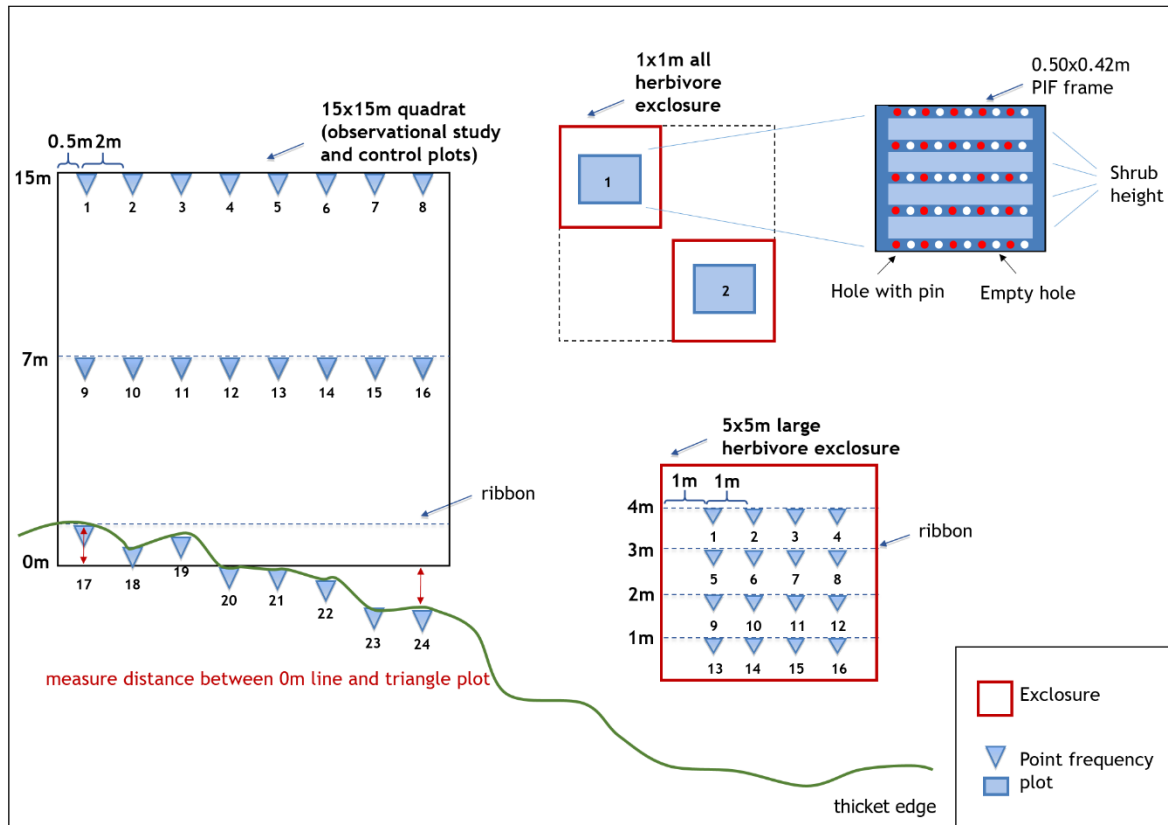 15x15m quadrat
(observational study
and control plots)
0.5m 2m
15m
1 2 3 4 5 6 7 8
7m
9 10 11 12 13 14 15 16
ribbon
0m
17 18 19 20 21 22 23 24
measure distance between 0m line and triangle plot
1x1m all
herbivore
exclosure
1
2
0.50x0.42m
PIF frame
Shrub
height
Hole with pin
Empty hole
5x5m large
herbivore exclosure
1m 1m
4m
1 2 3 4
3m
ribbon
5 6 7 8
2m
9 10 11 12
1m
13 14 15 16
thicket edge
Exclosure
Point frequency
plot